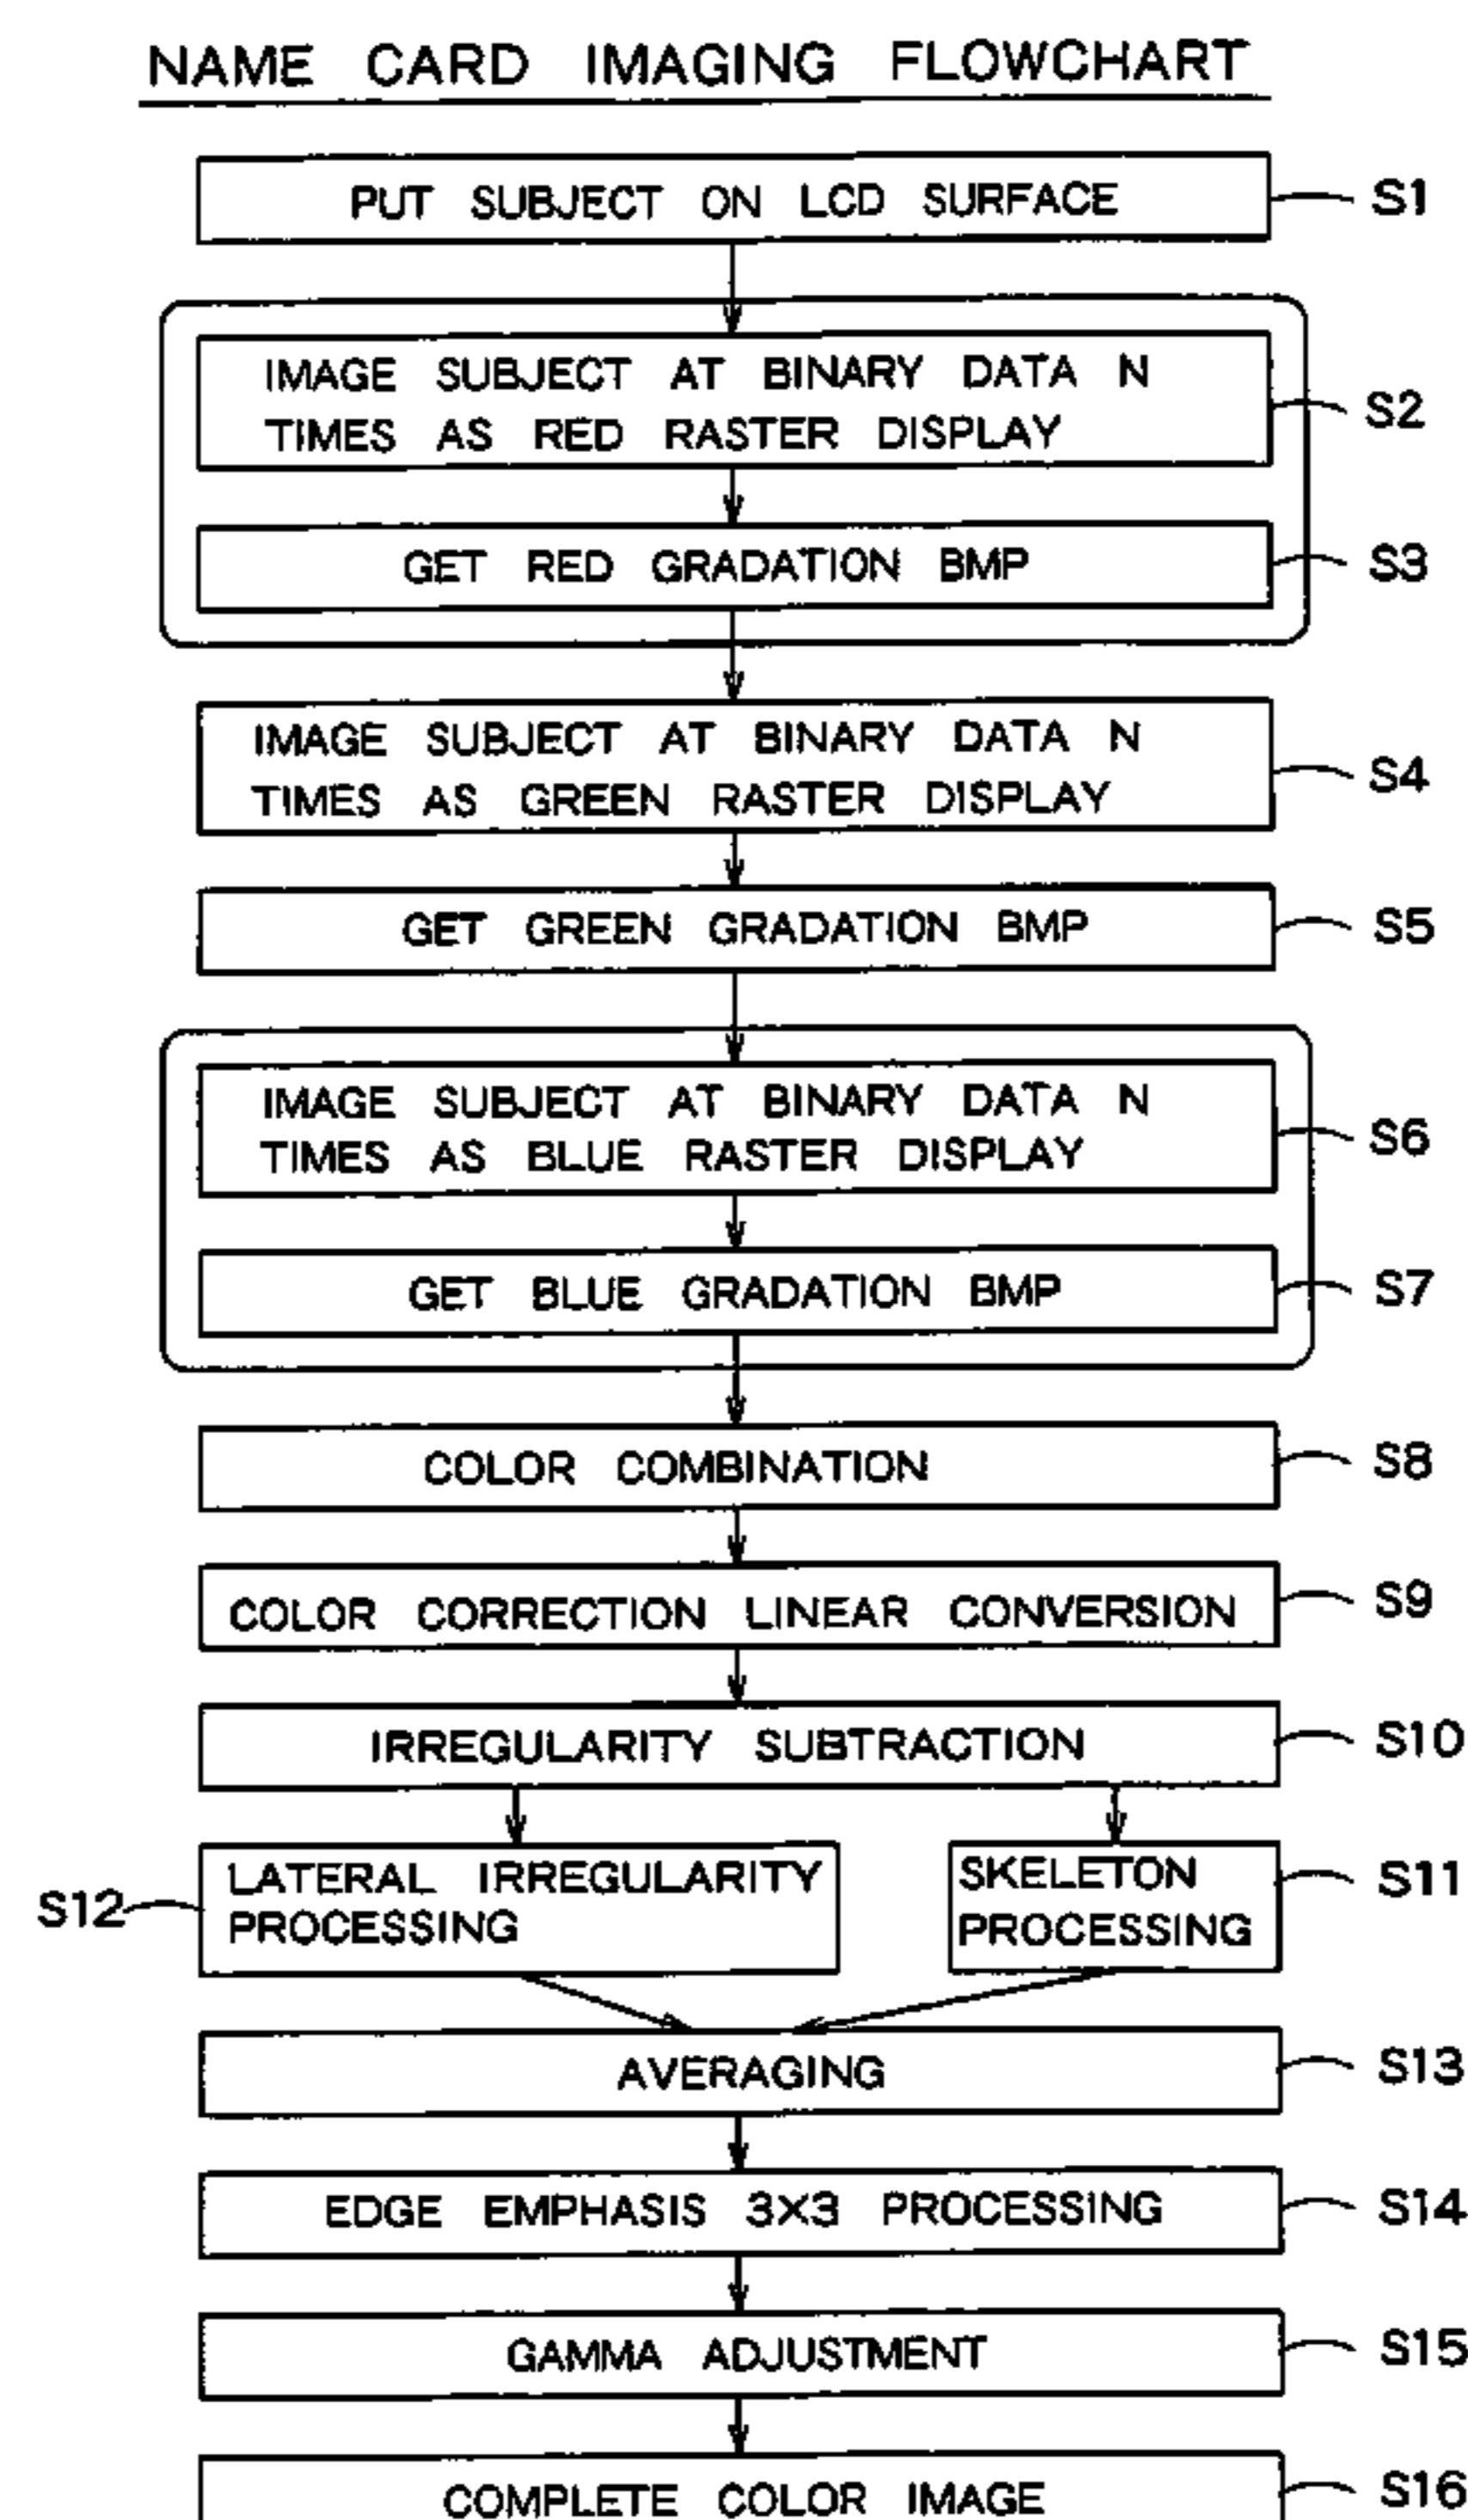 NAME CARD IMAGING FLOWCHART
PUT SUBJECT ON LCD SURFACE
S1
IMAGE SUBJECT AT BINARY DATA N
TIMES AS RED RASTER DISPLAY
S2
GET RED GRADATION BMP
S3
IMAGE SUBJECT AT BINARY DATA N
TIMES AS GREEN RASTER DISPLAY
S4
GET GREEN GRADATION BMP
S5
IMAGE SUBJECT AT BINARY DATA N
TIMES AS BLUE RASTER DISPLAY
S6
GET BLUE GRADATION BMP
S7
COLOR COMBINATION
S8
COLOR CORRECTION LINEAR CONVERSION
S9
IRREGULARITY SUBTRACTION
S10
S12
LATERAL IRREGULARITY
PROCESSING
SKELETON
PROCESSING
S11
AVERAGING
S13
EDGE EMPHASIS 3X3 PROCESSING
S14
GAMMA ADJUSTMENT
S15
COMPLETE COLOR IMAGE
S16